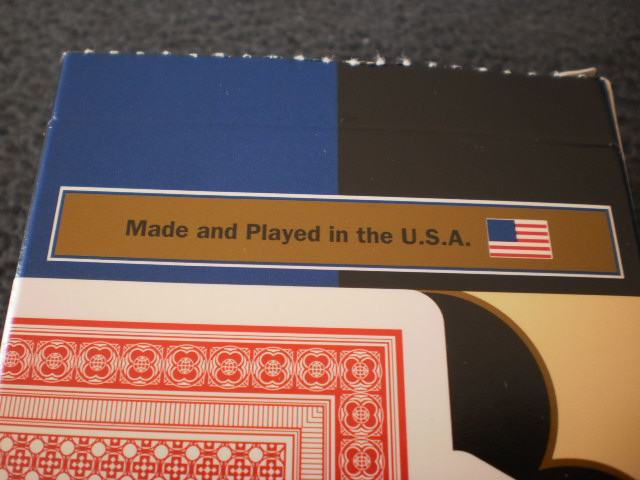 Made and Played in the U.S.A.